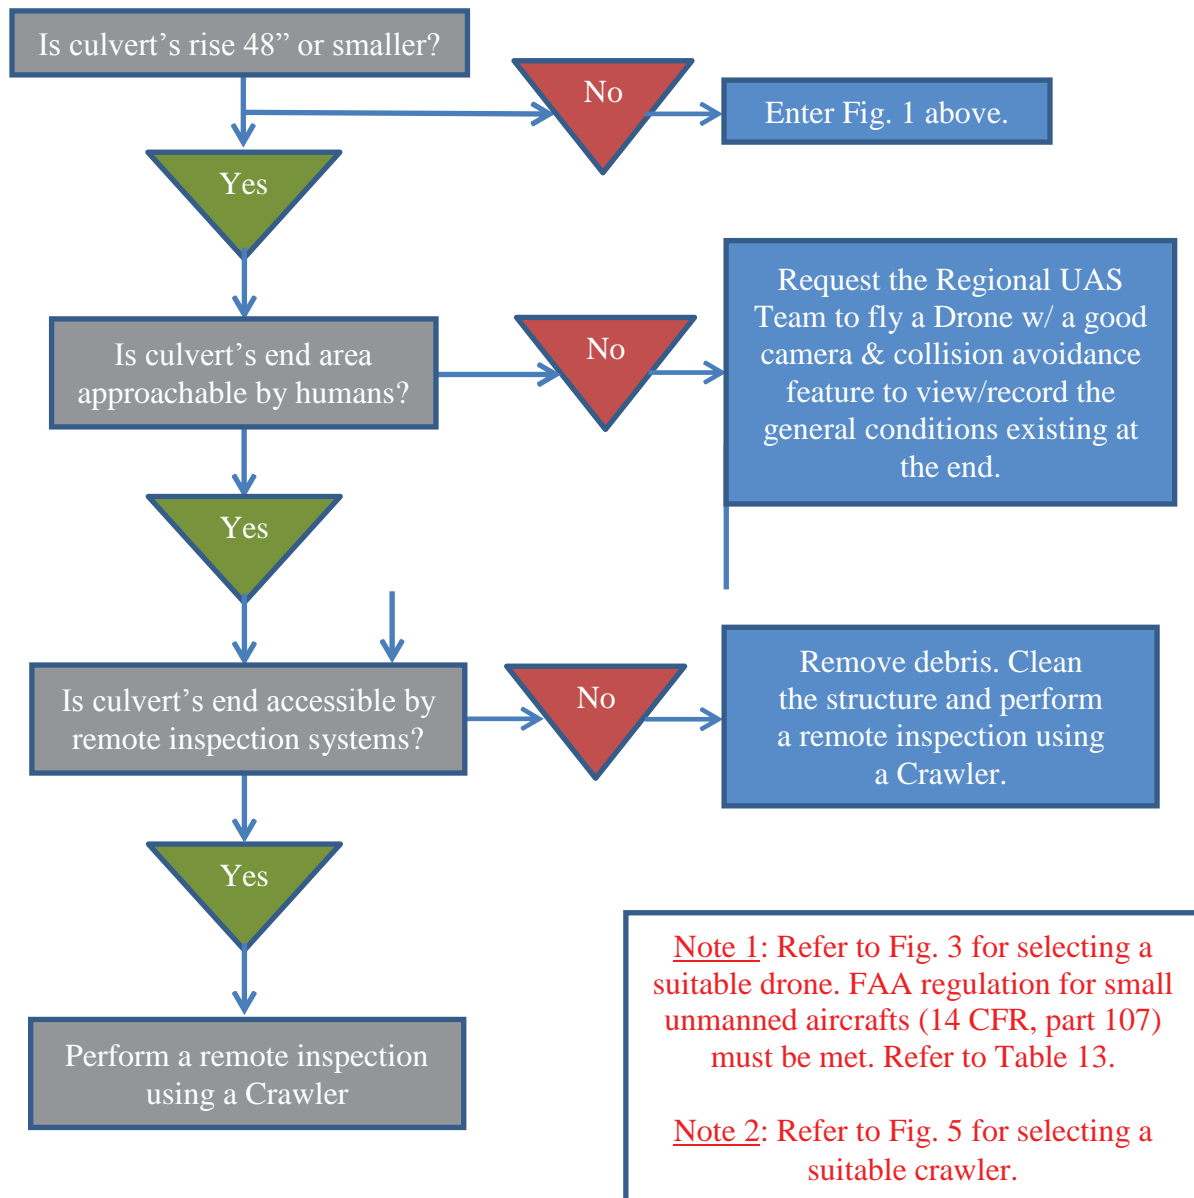 Is culvert’s rise 48” or smaller?
No
Enter Fig. 1 above.
Yes
Is culvert’s end area
approachable by humans?
No
Request the Regional UAS
Team to fly a Drone w/ a good
camera & collision avoidance
feature to view/record the
general conditions existing at
the end.
Yes
Is culvert’s end accessible by
remote inspection systems?
No
Remove debris. Clean
the structure and perform
a remote inspection using
a Crawler.
Yes
Perform a remote inspection
using a Crawler
Note 1: Refer to Fig. 3 for selecting a
suitable drone. FAA regulation for small
unmanned aircrafts (14 CFR, part 107)
must be met. Refer to Table 13.
Note 2: Refer to Fig. 5 for selecting a
suitable crawler.